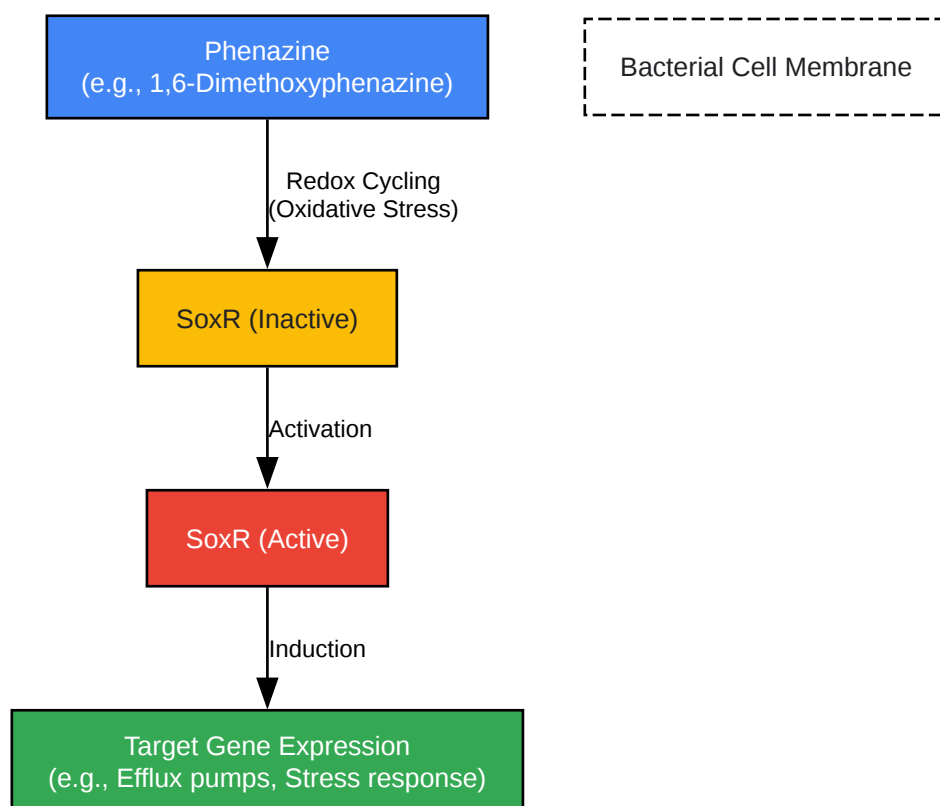 Phenazine
(e.g., 1,6-Dimethoxyphenazine)
Bacterial Cell Membrane
Redox Cycling
(Oxidative Stress)
SoxR (Inactive)
Activation
SoxR (Active)
Induction
Target Gene Expression
(e.g., Efflux pumps, Stress response)